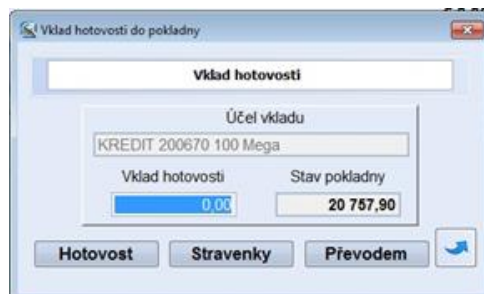 Vklad hotovosti do pokladny
Vklad hotovosti
Účel vkladu
KREDIT 200670 100 Mega
Vklad hotovosti Stav pokladny
0,00 20 757,90
Hotovost Stravenky Převodem